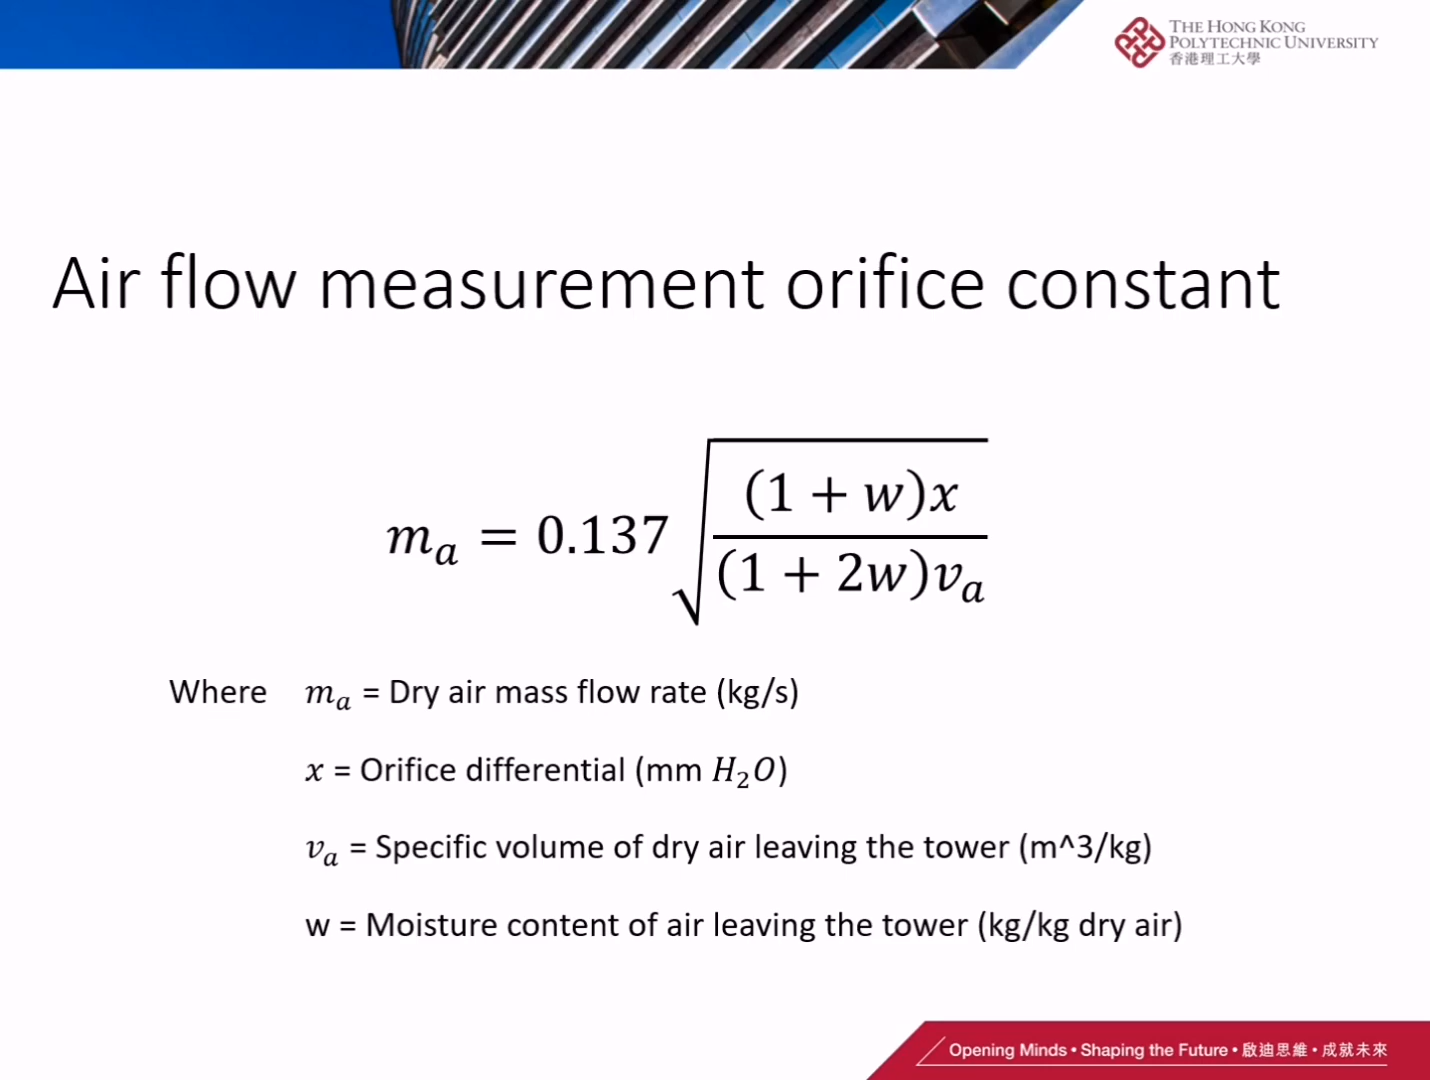 THE HONG KONG
POLYTECHNIC UNIVERSITY
香港理工大學
Air flow measurement orifice constant
mₐ = 0.137 √((1 + w)x / (1 + 2w)vₐ)
Where mₐ = Dry air mass flow rate (kg/s)
x = Orifice differential (mm H₂O)
vₐ = Specific volume of dry air leaving the tower (m^3/kg)
w = Moisture content of air leaving the tower (kg/kg dry air)
Opening Minds • Shaping the Future • 啟迪思維 • 成就未來